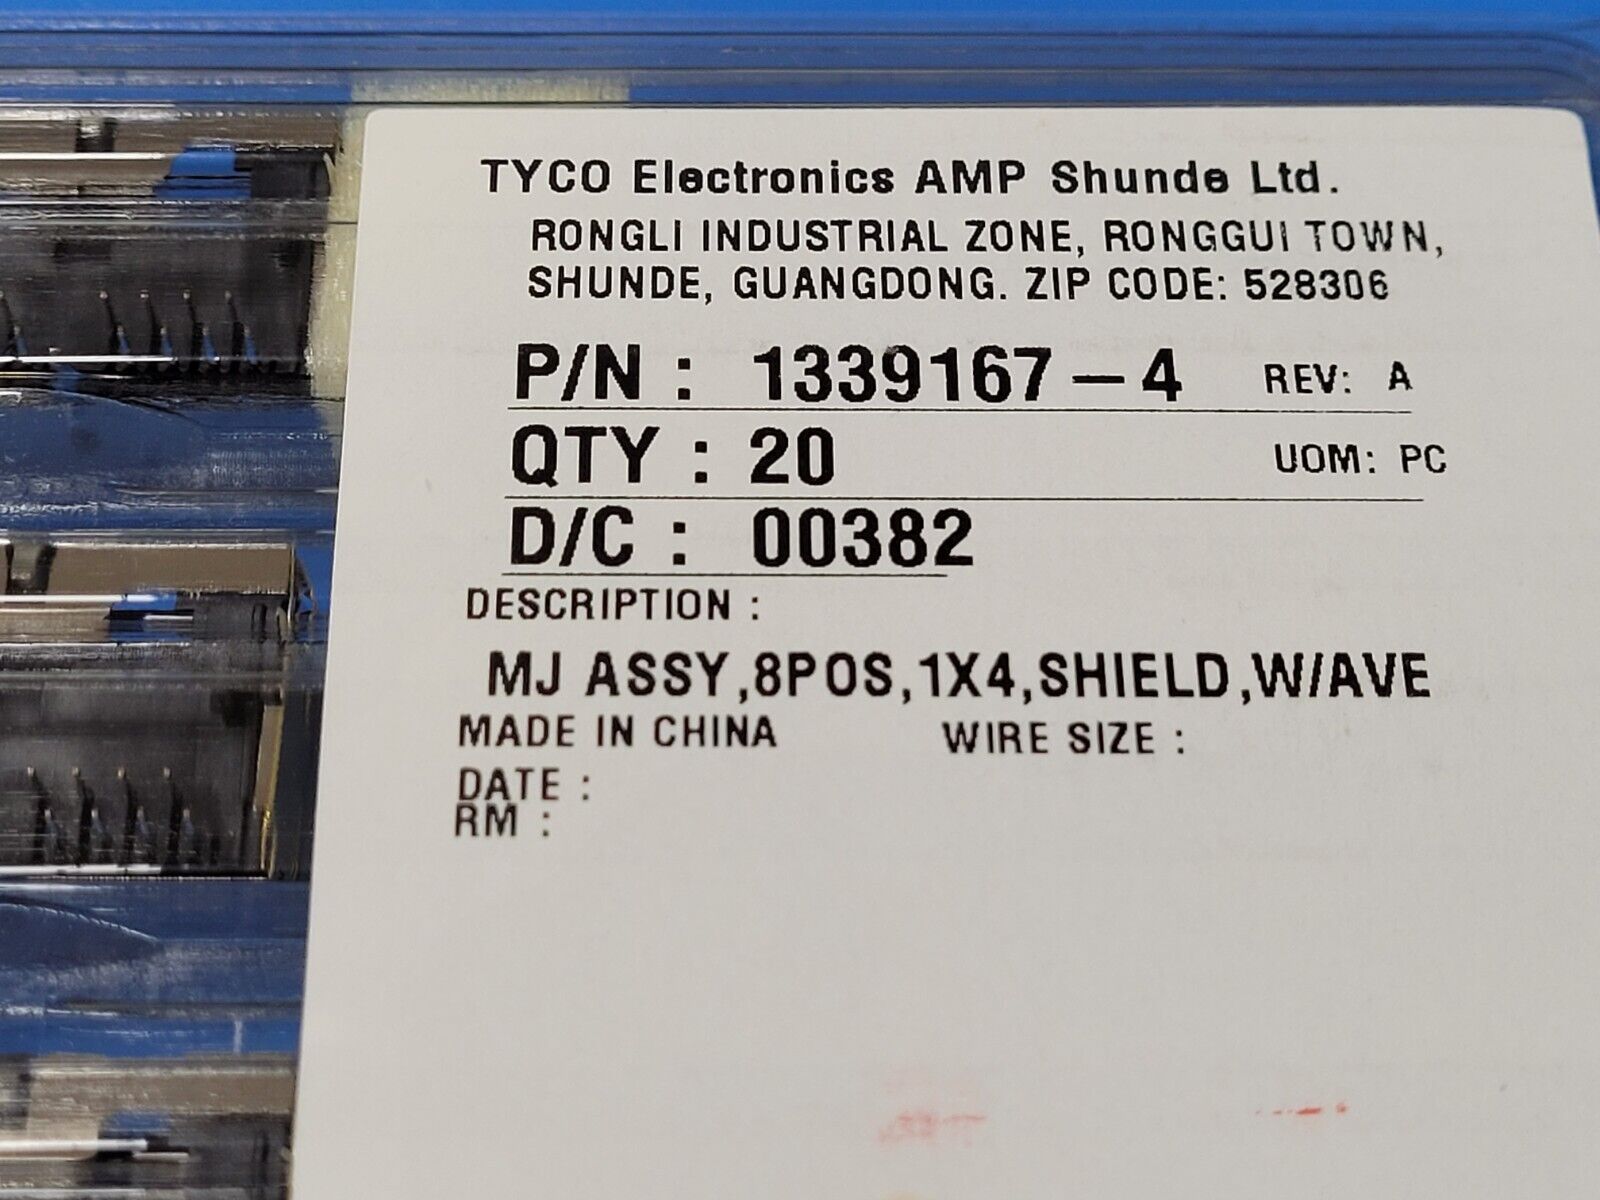 TYCO Electronics AMP Shunde Ltd.
RONGLI INDUSTRIAL ZONE, RONGGUI TOWN,
SHUNDE, GUANGDONG. ZIP CODE: 528306
P/N : 1339167-4 REV: A
QTY : 20 UOM: PC
D/C : 00382
DESCRIPTION :
MJ ASSY,8POS,1X4,SHIELD,W/AVE
MADE IN CHINA WIRE SIZE :
DATE :
RM :